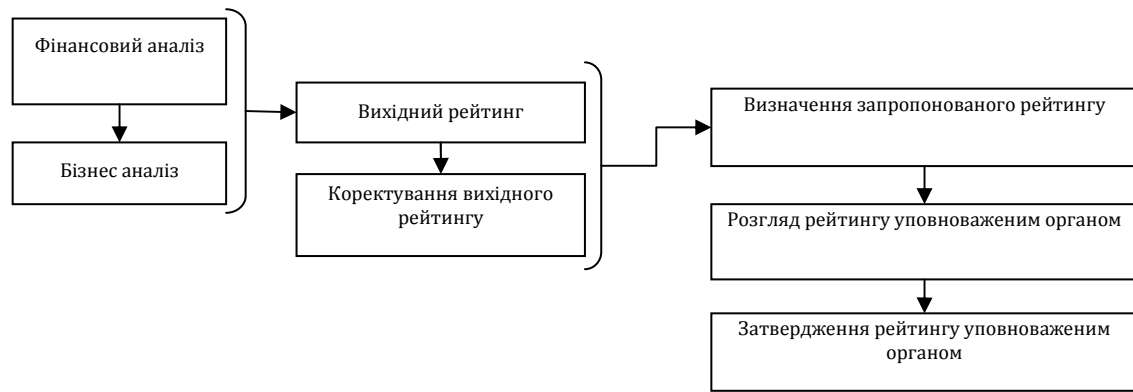 Фінансовий аналіз
Бізнес аналіз
Вихідний рейтинг
Коректування вихідного
рейтингу
Визначення запропонованого рейтингу
Розгляд рейтингу уповноваженим органом
Затвердження рейтингу уповноваженим
органом